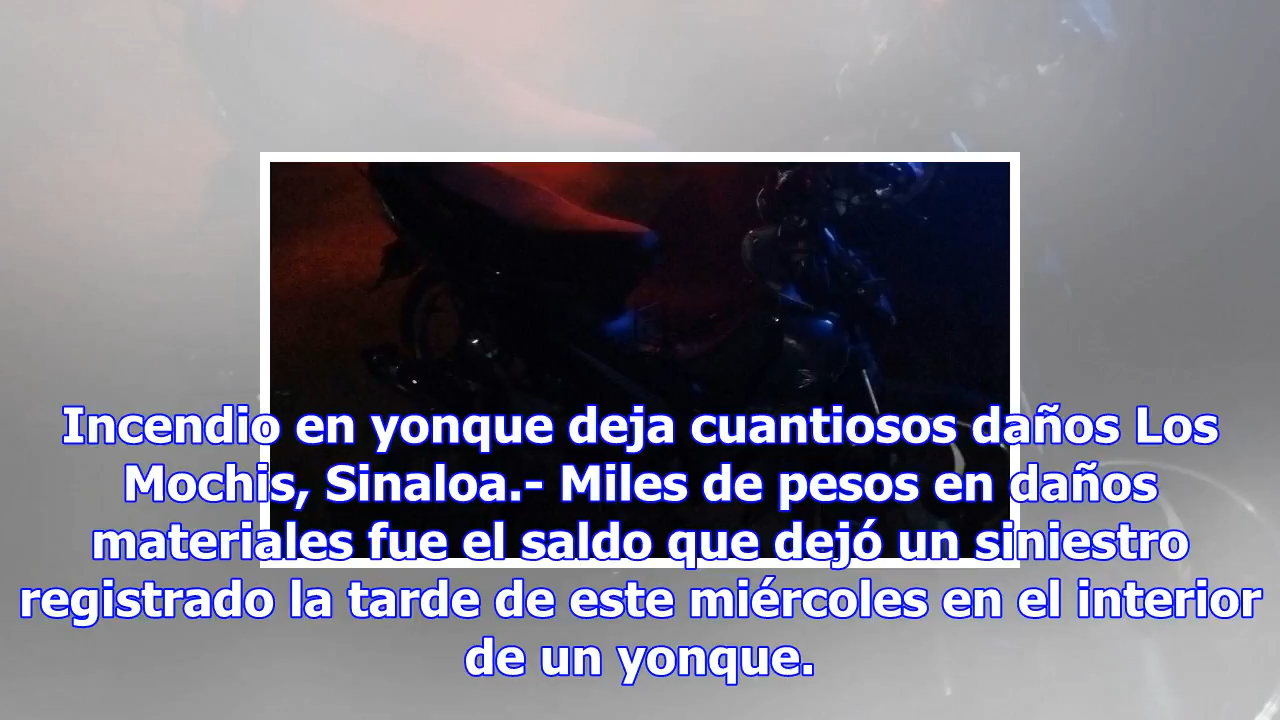 Incendio en yonque deja cuantiosos daños Los
Mochis, Sinaloa.- Miles de pesos en daños
materiales fue el saldo que dejó un siniestro
registrado la tarde de este miércoles en el interior
de un yonque.